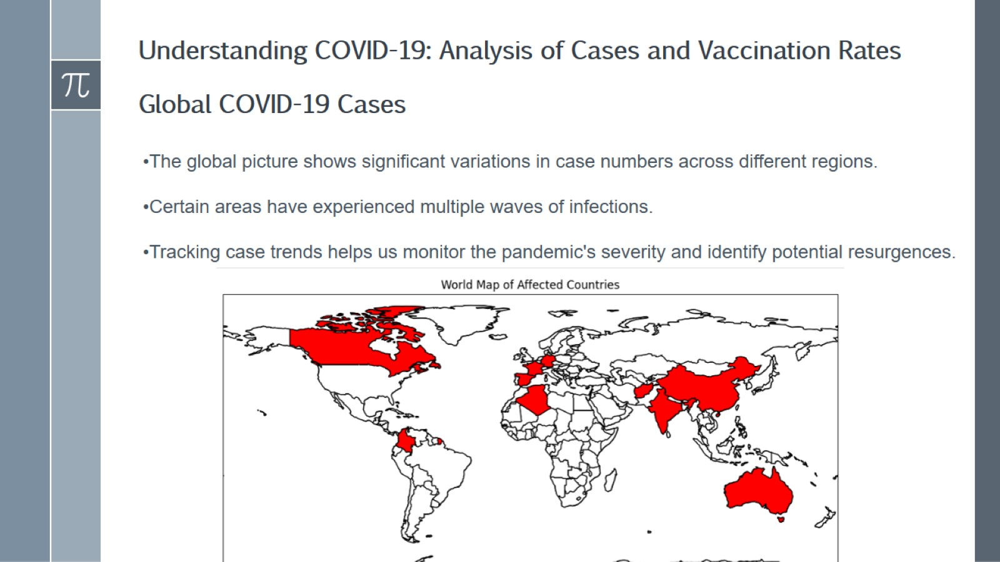 Understanding COVID-19: Analysis of Cases and Vaccination Rates
π
Global COVID-19 Cases
•The global picture shows significant variations in case numbers across different regions.
•Certain areas have experienced multiple waves of infections.
•Tracking case trends helps us monitor the pandemic's severity and identify potential resurgences.
World Map of Affected Countries